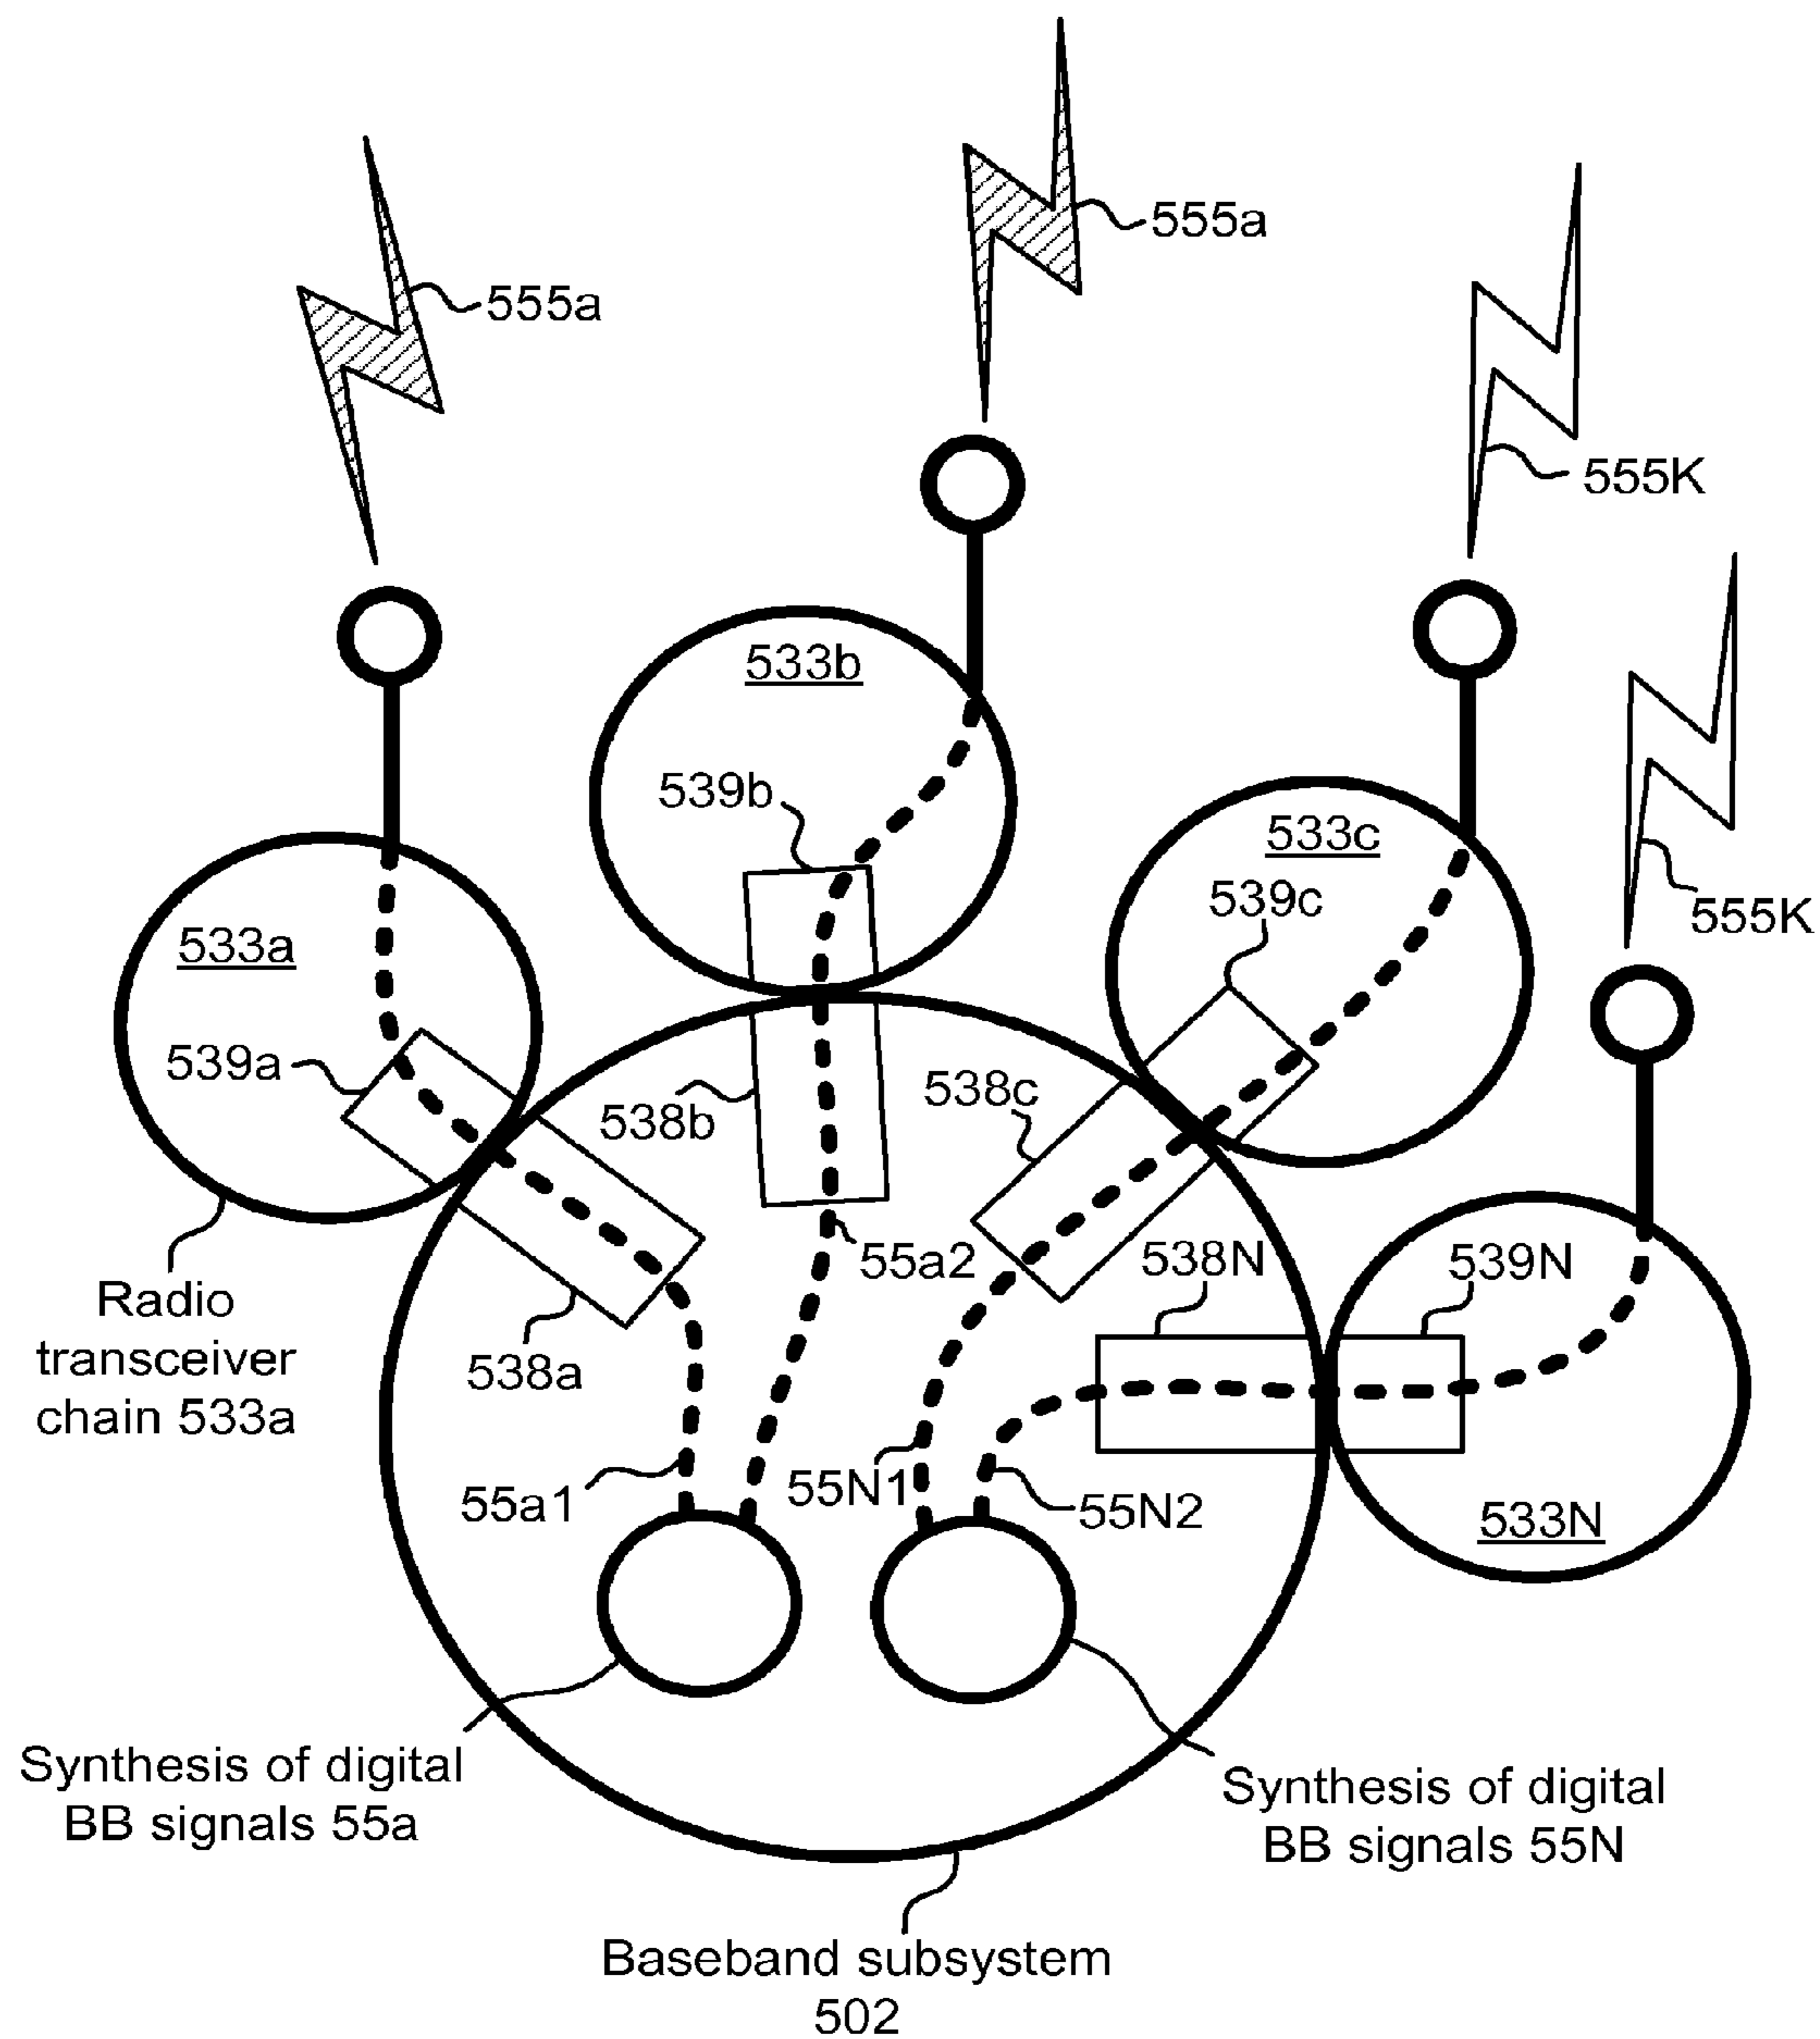 555a
555a
555K
555K
533b
539b
533c
539c
533a
539a
538b
538c
55a2
538N
539N
Radio
transceiver
chain 533a
538a
55a1
55N1
55N2
533N
Synthesis of digital
BB signals 55a
Synthesis of digital
BB signals 55N
Baseband subsystem
502